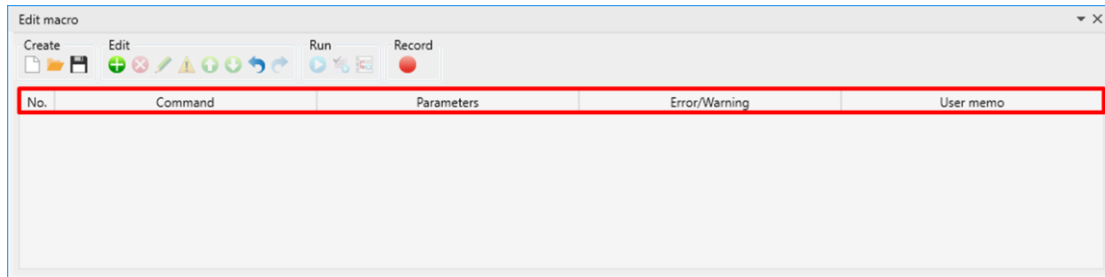 Edit macro
Create Edit Run Record
No. Command Parameters Error/Warning User memo